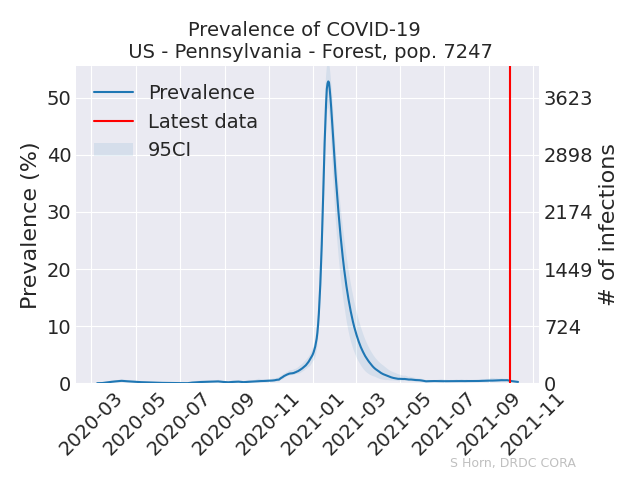 Prevalence of COVID-19
US - Pennsylvania - Forest, pop. 7247
Prevalence
Latest data
95CI
Prevalence (%)
50
40
30
20
10
0
3623
2898
2174
1449
724
0
# of infections
2020-03
2020-05
2020-07
2020-09
2020-11
2021-01
2021-03
2021-05
2021-07
2021-09
2021-11
S Horn, DRDC CORA